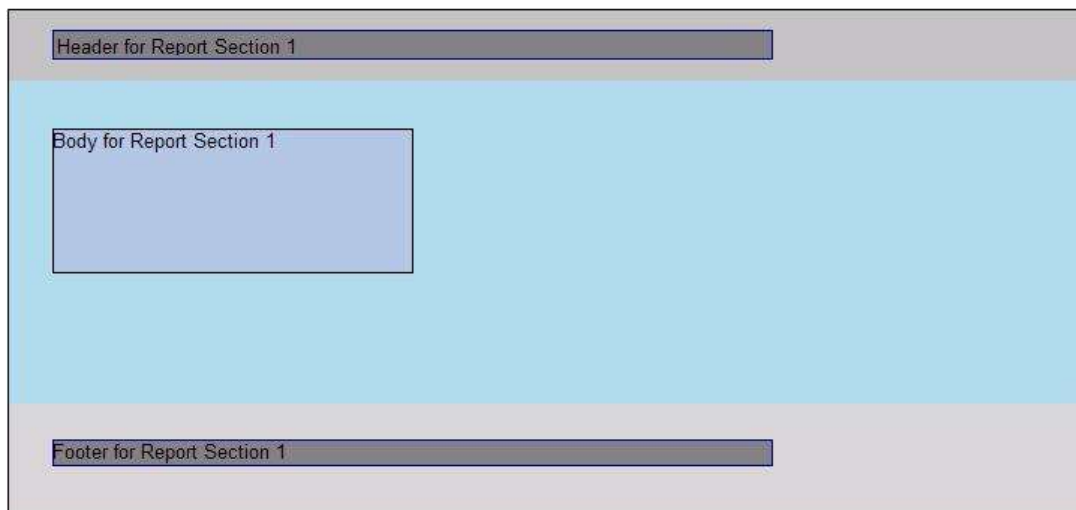 Header for Report Section 1
Body for Report Section 1
Footer for Report Section 1